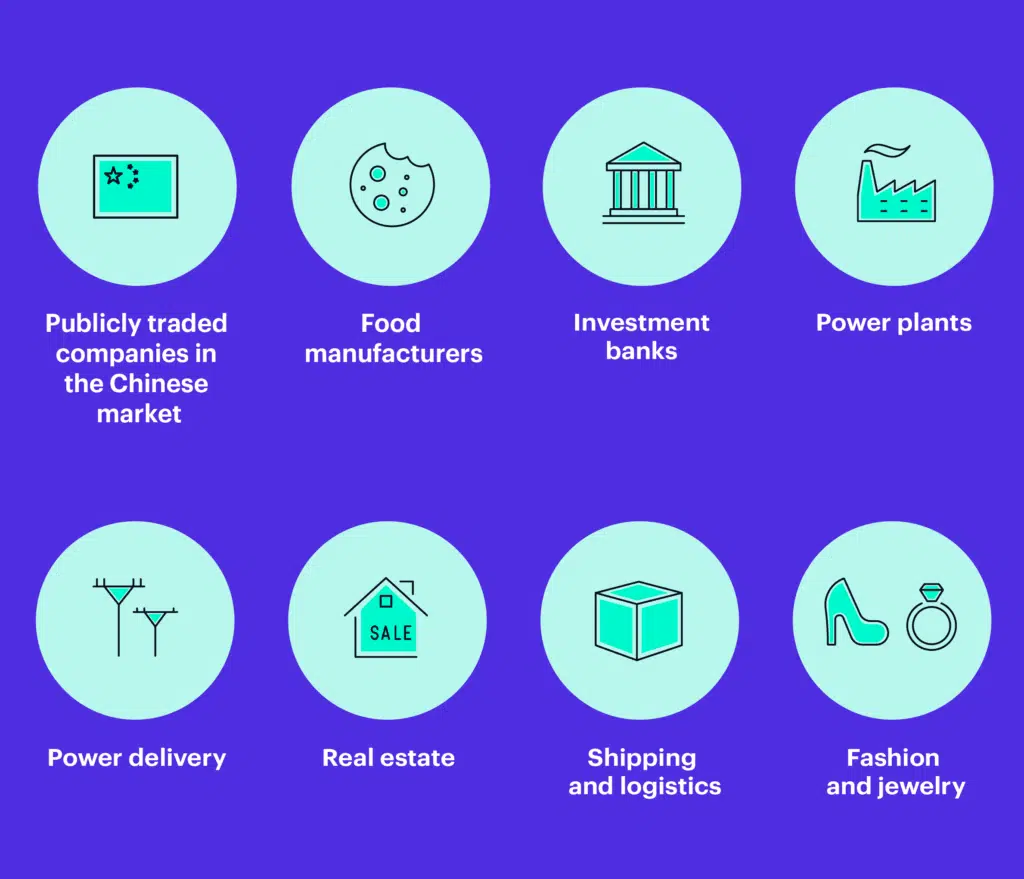 Publicly traded
companies in
the Chinese
market
Food
manufacturers
Investment
banks
Power plants
Power delivery
SALE
Real estate
Shipping
and logistics
Fashion
and jewelry